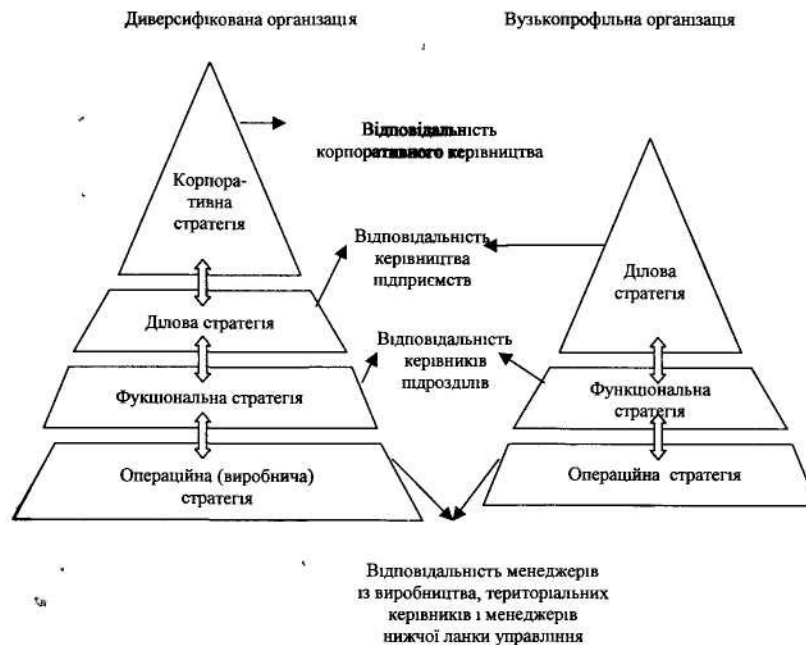 Диверсифікована організація
Вузькопрофільна організація
Відповідальність
корпоративного керівництва
Корпора-
тивна
стратегія
Відповідальність
керівництва
підприємств
Ділова
стратегія
Ділова стратегія
Відповідальність
керівників
підрозділів
Фукціональна стратегія
Функціональна
стратегія
Операційна (виробнича)
стратегія
Операційна стратегія
Відповідальність менеджерів
із виробництва, територіальних
керівників і менеджерів
нижчої ланки управління